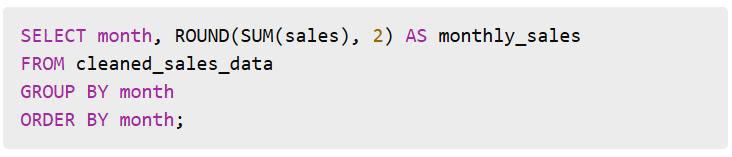 SELECT month, ROUND(SUM(sales), 2) AS monthly_sales
FROM cleaned_sales_data
GROUP BY month
ORDER BY month;